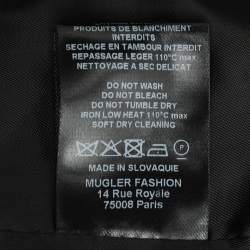 PRODUITS DE BLANCHIMENT
INTERDITS
SECHAGE EN TAMBOUR INTERDIT
REPASSAGE LEGER 110°C max
NETTOYAGE A SEC DELICAT
DO NOT WASH
DO NOT BLEACH
DO NOT TUMBLE DRY
IRON LOW HEAT 110°C max
SOFT DRY CLEANING
P
MADE IN SLOVAQUIE
MUGLER FASHION
14 Rue Royale
75008 Paris